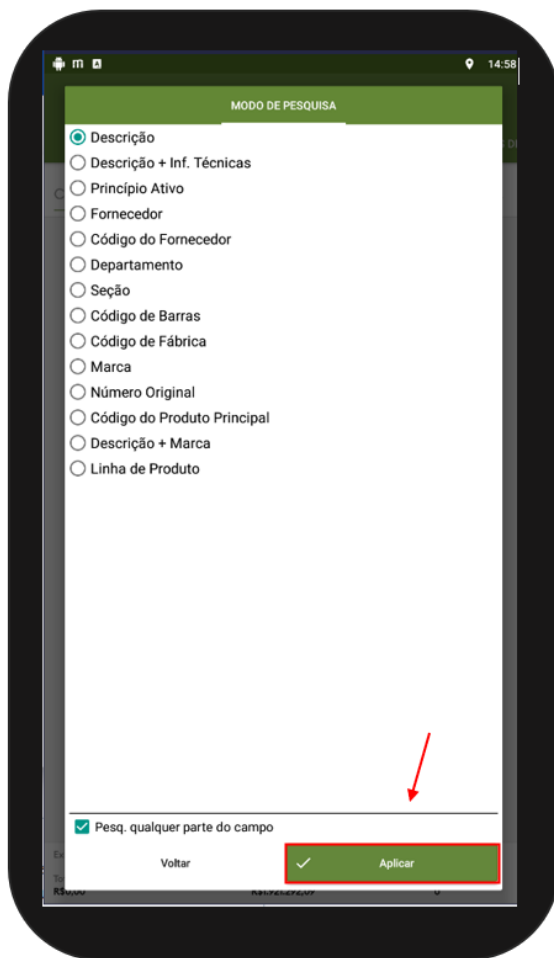 14:58
MODO DE PESQUISA
Descrição
Descrição + Inf. Técnicas
Princípio Ativo
Fornecedor
Código do Fornecedor
Departamento
Seção
Código de Barras
Código de Fábrica
Marca
Número Original
Código do Produto Principal
Descrição + Marca
Linha de Produto
Pesq. qualquer parte do campo
Voltar
Aplicar